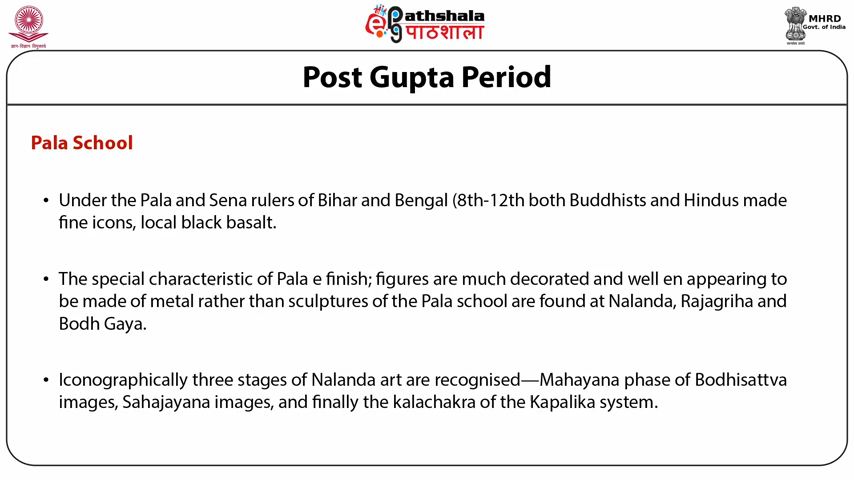 ePathshala
पाठशाला
MHRD
Govt. of India
Post Gupta Period
Pala School
• Under the Pala and Sena rulers of Bihar and Bengal (8th-12th both Buddhists and Hindus made
fine icons, local black basalt.
• The special characteristic of Pala e finish; figures are much decorated and well en appearing to
be made of metal rather than sculptures of the Pala school are found at Nalanda, Rajagriha and
Bodh Gaya.
• Iconographically three stages of Nalanda art are recognised—Mahayana phase of Bodhisattva
images, Sahajayana images, and finally the kalachakra of the Kapalika system.